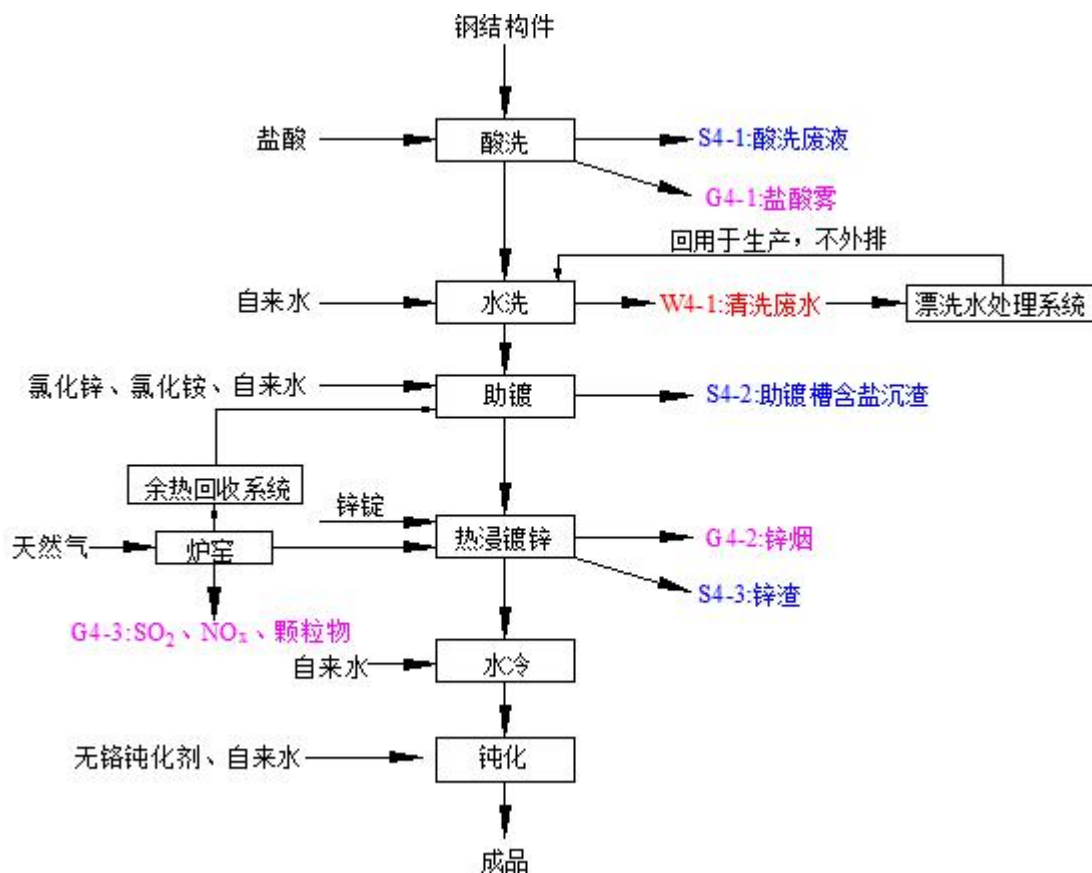 钢结构件
盐酸
酸洗
S4-1:酸洗废液
G4-1:盐酸雾
回用于生产，不外排
自来水
水洗
W4-1:清洗废水
漂洗水处理系统
氯化锌、氯化铵、自来水
助镀
S4-2:助镀槽含盐沉渣
余热回收系统
锌锭
天然气
炉窑
热浸镀锌
G4-2:锌烟
S4-3:锌渣
G4-3:SO₂、NOₓ、颗粒物
自来水
水冷
无铬钝化剂、自来水
钝化
成品